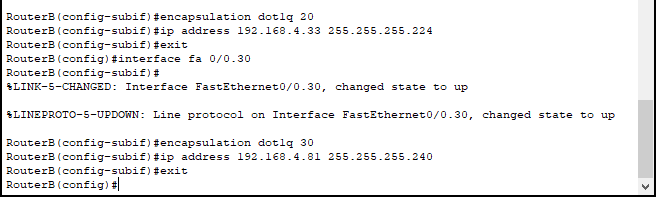 RouterB(config-subif)#encapsulation dot1q 20
RouterB(config-subif)#ip address 192.168.4.33 255.255.255.224
RouterB(config-subif)#exit
RouterB(config)#interface fa 0/0.30
RouterB(config-subif)#
%LINK-5-CHANGED: Interface FastEthernet0/0.30, changed state to up
%LINEPROTO-5-UPDOWN: Line protocol on Interface FastEthernet0/0.30, changed state to up
RouterB(config-subif)#encapsulation dot1q 30
RouterB(config-subif)#ip address 192.168.4.81 255.255.255.240
RouterB(config-subif)#exit
RouterB(config)#